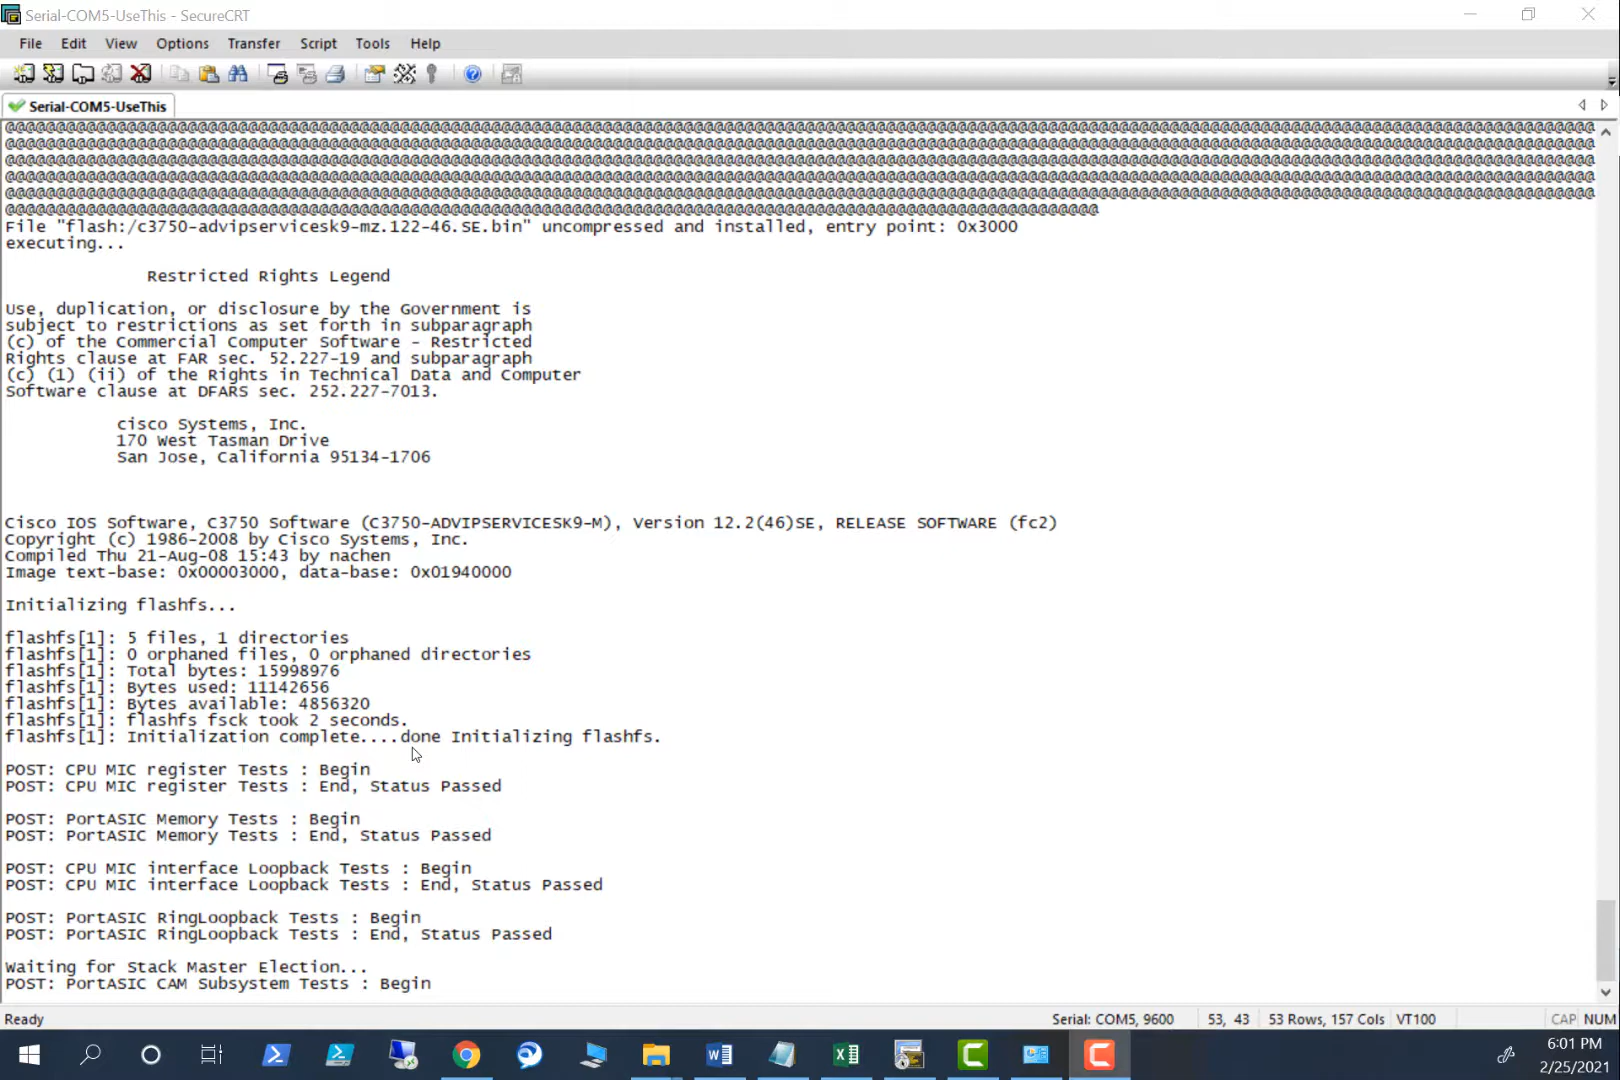 Serial-COM5-UseThis - SecureCRT
File Edit View Options Transfer Script Tools Help
Serial-COM5-UseThis
@@@@@@@@@@@@@@@@@@@@@@@@@@@@@@@@@@@@@@@@@@@@@@@@@@@@@@@@@@@@@@@@@@@@@@@@@@@@@@@@@@@@@@@@@@@@@@@@@@@@@@@@@@@@@@@@@@@@@@@@@@@@@@@@@@@@@@@@@@@@@@@@@@@@@@@@@@@@@
@@@@@@@@@@@@@@@@@@@@@@@@@@@@@@@@@@@@@@@@@@@@@@@@@@@@@@@@@@@@@@@@@@@@@@@@@@@@@@@@@@@@@@@@@@@@@@@@@@@@@@@@@@@@@@@@@@@@@@@@@@@@@@@@@@@@@@@@@@@@@@@@@@@@@@@@@@@@@
@@@@@@@@@@@@@@@@@@@@@@@@@@@@@@@@@@@@@@@@@@@@@@@@@@@@@@@@@@@@@@@@@@@@@@@@@@@@@@@@@@@@@@@@@@@@@@@@@@@@@@@@@@@@@@@@@@@@@@@@@@@@@@@@@@@@@@@@@@@@@@@@@@@@@@@@@@@@@
@@@@@@@@@@@@@@@@@@@@@@@@@@@@@@@@@@@@@@@@@@@@@@@@@@@@@@@@@@@@@@@@@@@@@@@@@@@@@@@@@@@@@@@@@@@@@@@@@@@@@@@@@@@@@@@@@@@@@@@@@@@@@@@@@@@@@@@@@@@@@@@@@@@@@@@@@@@@@
@@@@@@@@@@@@@@@@@@@@@@@@@@@@@@@@@@@@@@@@@@@@@@@@@@@@@@@@@@@@@@@@@@@@@@@@@@@@@@@@@@@@@@@@@@@@@@@@@@@@@@@@@@@@@@@@@@@@@@@@@@@@@@@@@@@@@@@@@@@@@@@@@@@@@@@@@@@@@
@@@@@@@@@@@@@@@@@@@@@@@@@@@@@@@@@@@@@@@@@@@@@@@@@@@@@@@@@@@@@@@@@@@@@@@@@@@@@@@@@@@@@@@@@@@@@@@@@@@@@@@@@@@@
File "flash:/c3750-advipservicesk9-mz.122-46.SE.bin" uncompressed and installed, entry point: 0x3000
executing...
Restricted Rights Legend
Use, duplication, or disclosure by the Government is
subject to restrictions as set forth in subparagraph
(c) of the Commercial Computer Software - Restricted
Rights clause at FAR sec. 52.227-19 and subparagraph
(c) (1) (ii) of the Rights in Technical Data and Computer
Software clause at DFARS sec. 252.227-7013.
cisco Systems, Inc.
170 West Tasman Drive
San Jose, California 95134-1706
Cisco IOS Software, C3750 Software (C3750-ADVIPSERVICESK9-M), Version 12.2(46)SE, RELEASE SOFTWARE (fc2)
Copyright (c) 1986-2008 by Cisco Systems, Inc.
Compiled Thu 21-Aug-08 15:43 by nachen
Image text-base: 0x00003000, data-base: 0x01940000
Initializing flashfs...
flashfs[1]: 5 files, 1 directories
flashfs[1]: 0 orphaned files, 0 orphaned directories
flashfs[1]: Total bytes: 15998976
flashfs[1]: Bytes used: 11142656
flashfs[1]: Bytes available: 4856320
flashfs[1]: flashfs fsck took 2 seconds.
flashfs[1]: Initialization complete....done Initializing flashfs.
POST: CPU MIC register Tests : Begin
POST: CPU MIC register Tests : End, Status Passed
POST: PortASIC Memory Tests : Begin
POST: PortASIC Memory Tests : End, Status Passed
POST: CPU MIC interface Loopback Tests : Begin
POST: CPU MIC interface Loopback Tests : End, Status Passed
POST: PortASIC RingLoopback Tests : Begin
POST: PortASIC RingLoopback Tests : End, Status Passed
Waiting for Stack Master Election...
POST: PortASIC CAM Subsystem Tests : Begin
Ready Serial: COM5, 9600 53, 43 53 Rows, 157 Cols VT100 CAP NUM
6:01 PM
2/25/2021